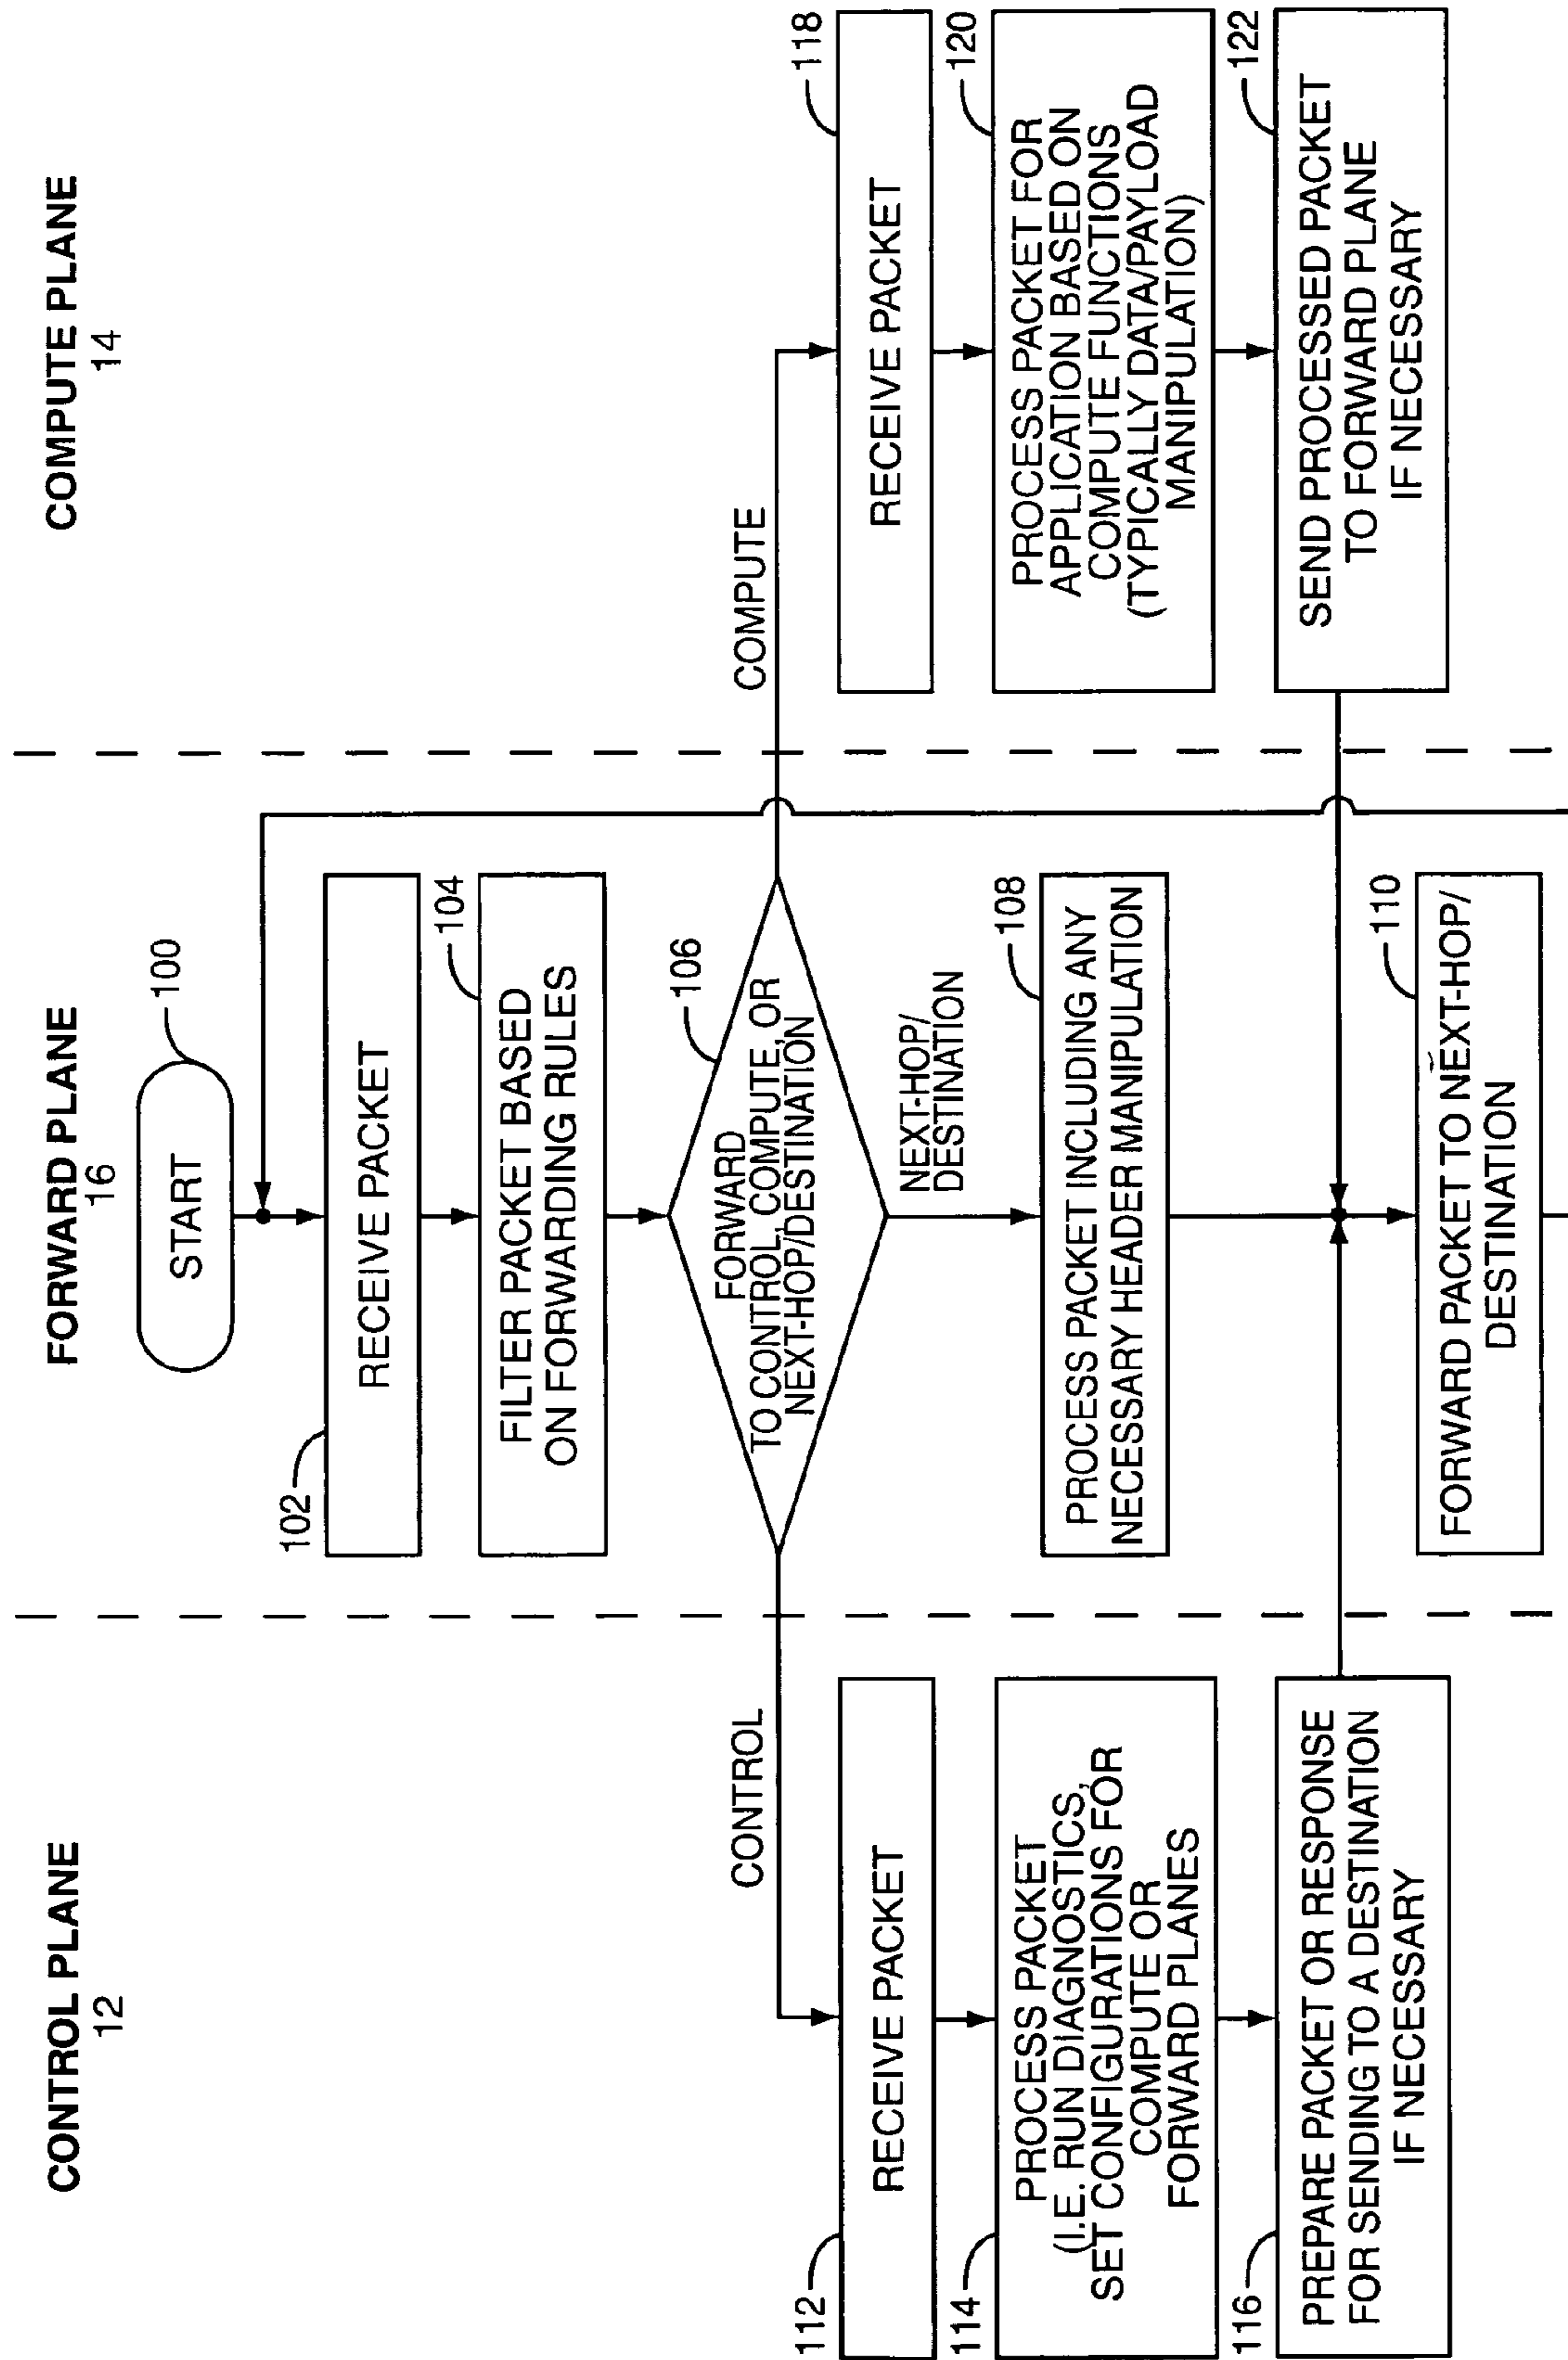 CONTROL PLANE
12
FORWARD PLANE
16
COMPUTE PLANE
14
START
100
RECEIVE PACKET
102
FILTER PACKET BASED
ON FORWARDING RULES
104
FORWARD
TO CONTROL, COMPUTE, OR
NEXT-HOP/DESTINATION
106
CONTROL
COMPUTE
NEXT-HOP/
DESTINATION
112
RECEIVE PACKET
114
PROCESS PACKET
(I.E. RUN DIAGNOSTICS,
SET CONFIGURATIONS FOR
COMPUTE OR
FORWARD PLANES
116
PREPARE PACKET OR RESPONSE
FOR SENDING TO A DESTINATION
IF NECESSARY
PROCESS PACKET INCLUDING ANY
NECESSARY HEADER MANIPULATION
108
FORWARD PACKET TO NEXT-HOP/
DESTINATION
110
RECEIVE PACKET
118
PROCESS PACKET FOR
APPLICATION BASED ON
COMPUTE FUNCTIONS
(TYPICALLY DATA/PAYLOAD
MANIPULATION)
120
SEND PROCESSED PACKET
TO FORWARD PLANE
IF NECESSARY
122